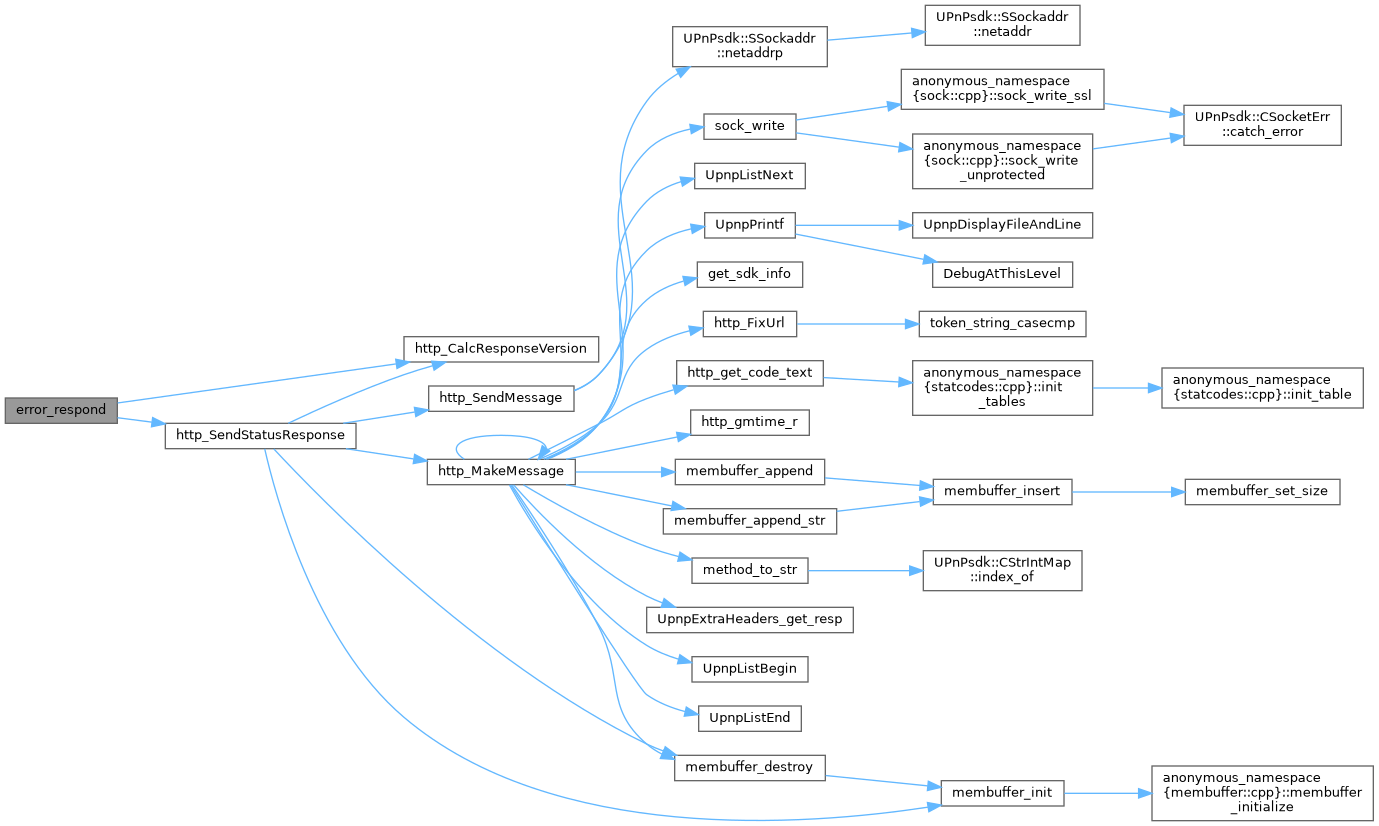 error_respond
http_CalcResponseVersion
http_SendStatusResponse
http_SendMessage
http_MakeMessage
UPnPsdk::SSockaddr
::netaddrp
sock_write
UpnpListNext
UpnpPrintf
get_sdk_info
http_FixUrl
http_get_code_text
http_gmtime_r
membuffer_append
membuffer_append_str
method_to_str
UpnpExtraHeaders_get_resp
UpnpListBegin
UpnpListEnd
membuffer_destroy
UPnPsdk::SSockaddr
::netaddr
anonymous_namespace
{sock::cpp}::sock_write_ssl
anonymous_namespace
{sock::cpp}::sock_write
_unprotected
UpnpDisplayFileAndLine
DebugAtThisLevel
token_string_casecmp
anonymous_namespace
{statcodes::cpp}::init
_tables
membuffer_insert
UPnPsdk::CStrIntMap
::index_of
membuffer_init
UPnPsdk::CSocketErr
::catch_error
anonymous_namespace
{statcodes::cpp}::init_table
membuffer_set_size
anonymous_namespace
{membuffer::cpp}::membuffer
_initialize